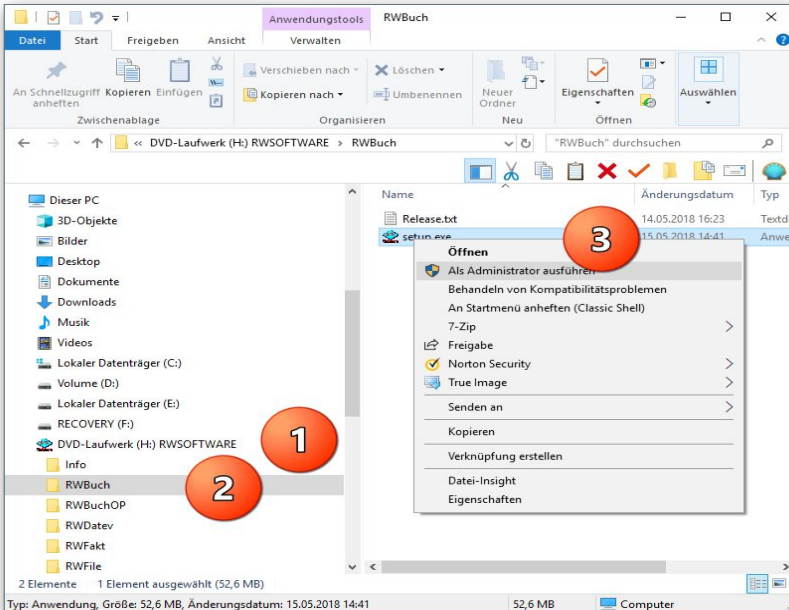 Anwendungstools RWBuch
Datei Start Freigeben Ansicht Verwalten
An Schnellzugriff anheften
Kopieren
Einfügen
Zwischenablage
Verschieben nach
Kopieren nach
Löschen
Umbenennen
Organisieren
Neuer Ordner
Neu
Eigenschaften
Öffnen
Auswählen
« DVD-Laufwerk (H:) RWSOFTWARE > RWBuch
"RWBuch" durchsuchen
Dieser PC
3D-Objekte
Bilder
Desktop
Dokumente
Downloads
Musik
Videos
Lokaler Datenträger (C:)
Volume (D:)
Lokaler Datenträger (E:)
RECOVERY (F:)
DVD-Laufwerk (H:) RWSOFTWARE
1
Info
RWBuch
2
RWBuchOP
RWDatev
RWFakt
RWFile
Name Änderungsdatum Typ
Release.txt 14.05.2018 16:23 Textd
setup.exe 15.05.2018 14:41 Anwe
3
Öffnen
Als Administrator ausführen
Behandeln von Kompatibilitätsproblemen
An Startmenü anheften (Classic Shell)
7-Zip
Freigabe
Norton Security
True Image
Senden an
Kopieren
Verknüpfung erstellen
Datei-Insight
Eigenschaften
2 Elemente 1 Element ausgewählt (52,6 MB)
Typ: Anwendung, Größe: 52,6 MB, Änderungsdatum: 15.05.2018 14:41 52,6 MB Computer